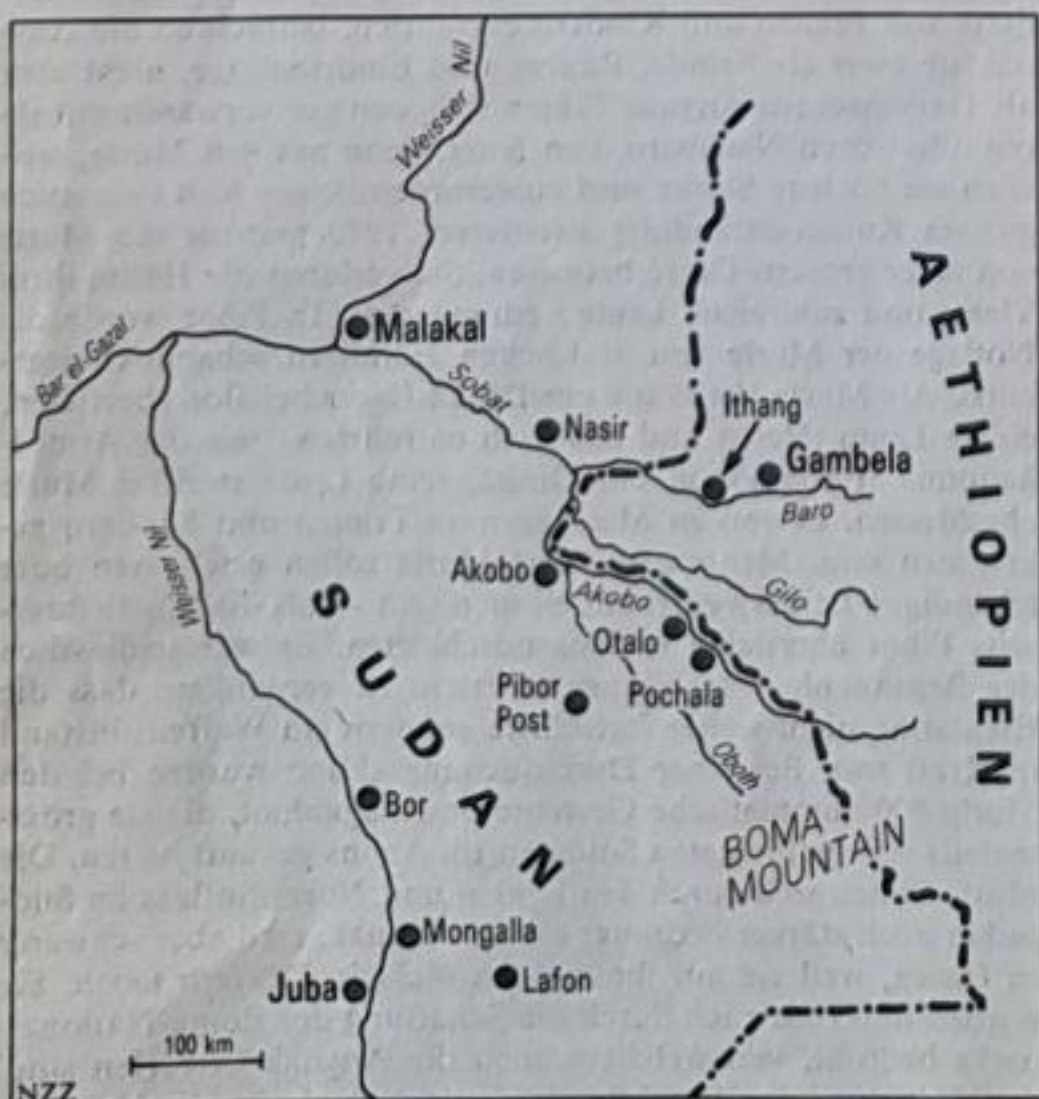 Weisser Nil
Bar el-Gazal
Malakal
Sobat
Nasir
Ithang
Gambela
Baro
AETHIOPIEN
Weisser Nil
Akobo
Akobo
Gilo
SUDAN
Otalo
Pibor
Post
Pochala
Oboth
Bor
BOMA
MOUNTAIN
Mongalla
Juba
Lafon
100 km
NZZ